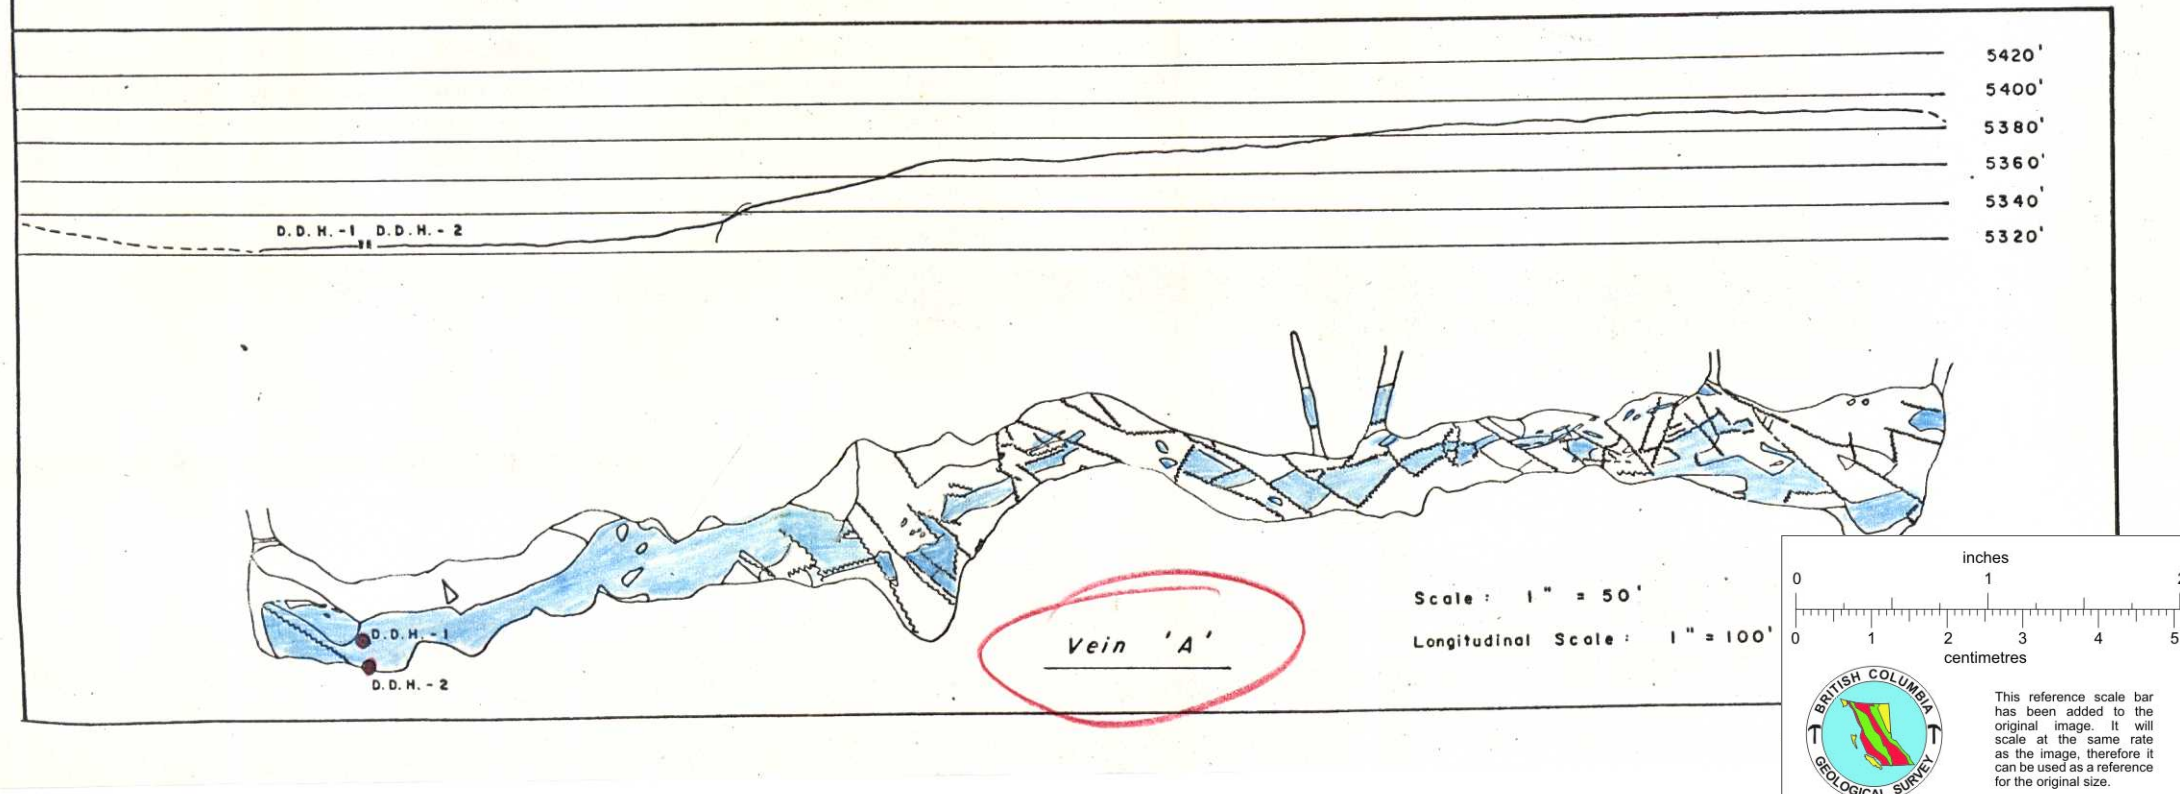 5420'
5400'
5380'
5360'
5340'
5320'
D.D.H.-1 D.D.H.-2
D.D.H.-1
D.D.H.-2
Vein 'A'
Scale: 1" = 50'
Longitudinal Scale: 1" = 100'
inches
0 1 2
0 1 2 3 4 5
centimetres
BRITISH COLUMBIA
GEOLOGICAL SURVEY
This reference scale bar
has been added to the
original image. It will
scale at the same rate
as the image, therefore it
can be used as a reference
for the original size.